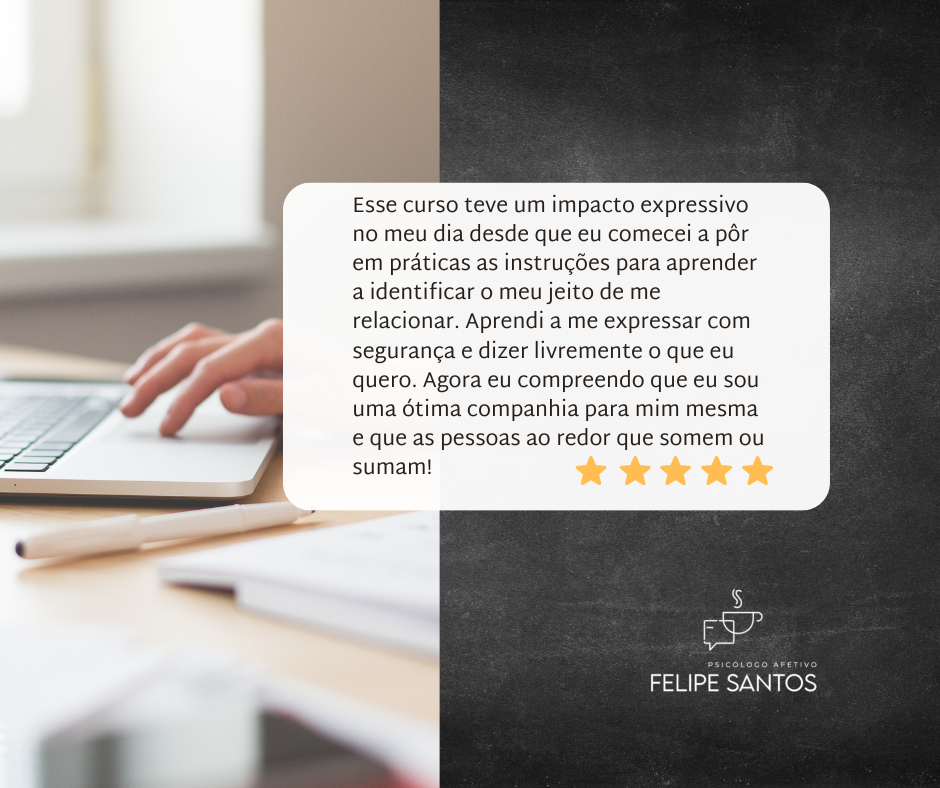 Esse curso teve um impacto expressivo
no meu dia desde que eu comecei a pôr
em práticas as instruções para aprender
a identificar o meu jeito de me
relacionar. Aprendi a me expressar com
segurança e dizer livremente o que eu
quero. Agora eu compreendo que eu sou
uma ótima companhia para mim mesma
e que as pessoas ao redor que somem ou
sumam!
PSICÓLOGO AFETIVO
FELIPE SANTOS